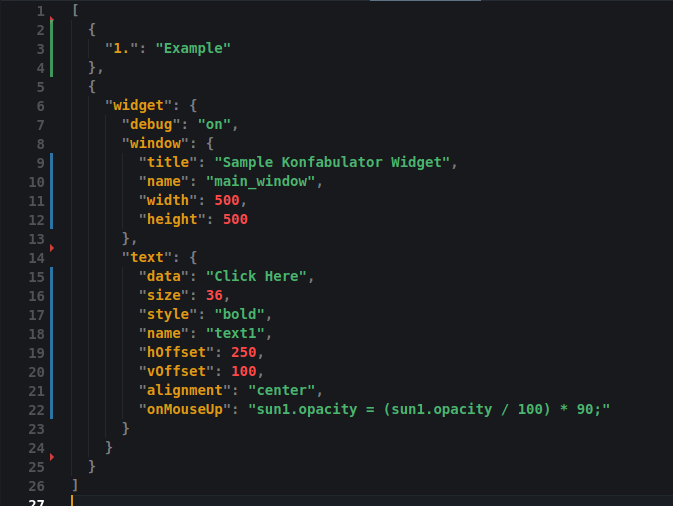 1 [
2 {
3 "1.": "Example"
4 },
5 {
6 "widget": {
7 "debug": "on",
8 "window": {
9 "title": "Sample Konfabulator Widget",
10 "name": "main_window",
11 "width": 500,
12 "height": 500
13 },
14 "text": {
15 "data": "Click Here",
16 "size": 36,
17 "style": "bold",
18 "name": "text1",
19 "hOffset": 250,
20 "vOffset": 100,
21 "alignment": "center",
22 "onMouseUp": "sun1.opacity = (sun1.opacity / 100) * 90;"
23 }
24 }
25 }
26 ]
27